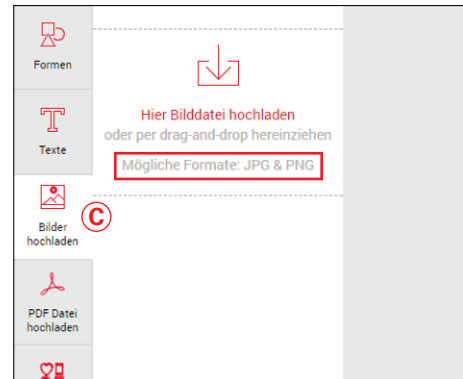 Formen
Texte
Bilder
hochladen
PDF Datei
hochladen
Hier Bilddatei hochladen
oder per drag-and-drop hereinziehen
Mögliche Formate: JPG & PNG
C